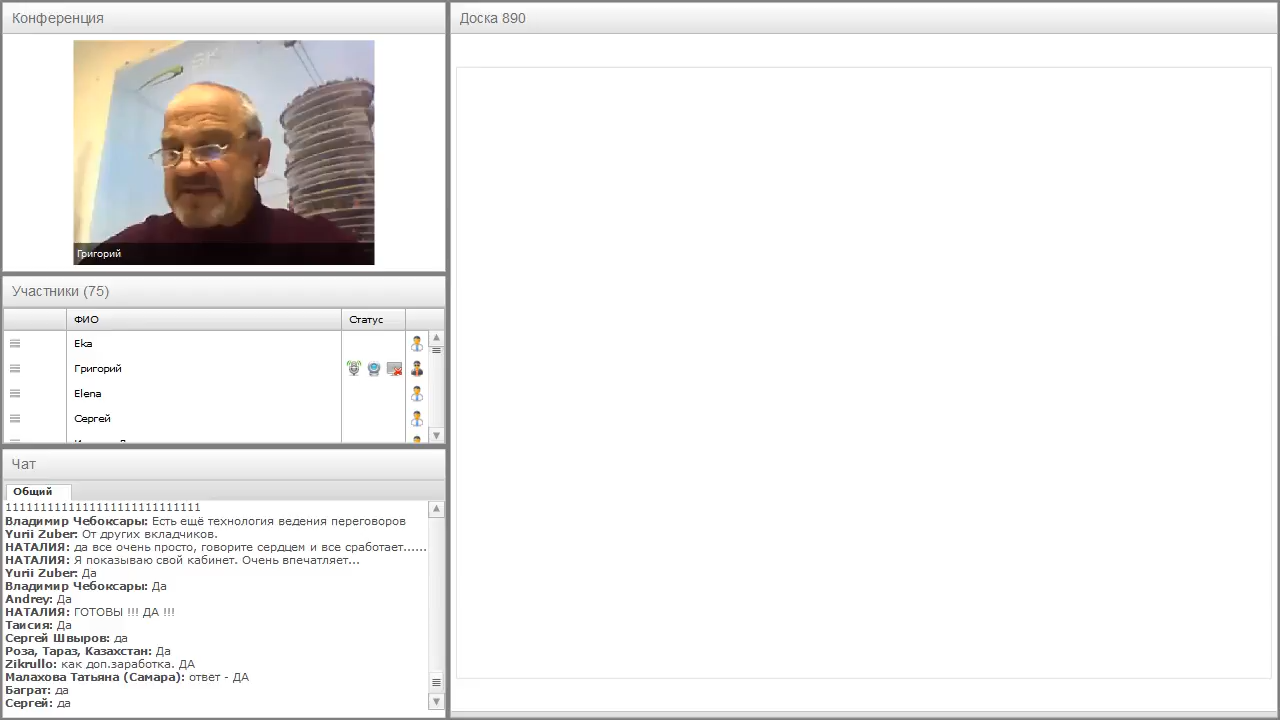 Конференция
Григорий
Участники (75)
ФИО
Статус
Eka
Григорий
Elena
Сергей
Чат
Общий
1111111111111111111111111111
Владимир Чебоксары: Есть ещё технология ведения переговоров
Yurii Zuber: От других вкладчиков.
НАТАЛИЯ: да все очень просто, говорите сердцем и все сработает......
НАТАЛИЯ: Я показываю свой кабинет. Очень впечатляет...
Yurii Zuber: Да
Владимир Чебоксары: Да
Andrey: Да
НАТАЛИЯ: ГОТОВЫ !!! ДА !!!
Таисия: Да
Сергей Швыров: да
Роза, Тараз, Казахстан: Да
Zikrullo: как доп.заработка. ДА
Малахова Татьяна (Самара): ответ - ДА
Баграт: да
Сергей: да
Доска 890